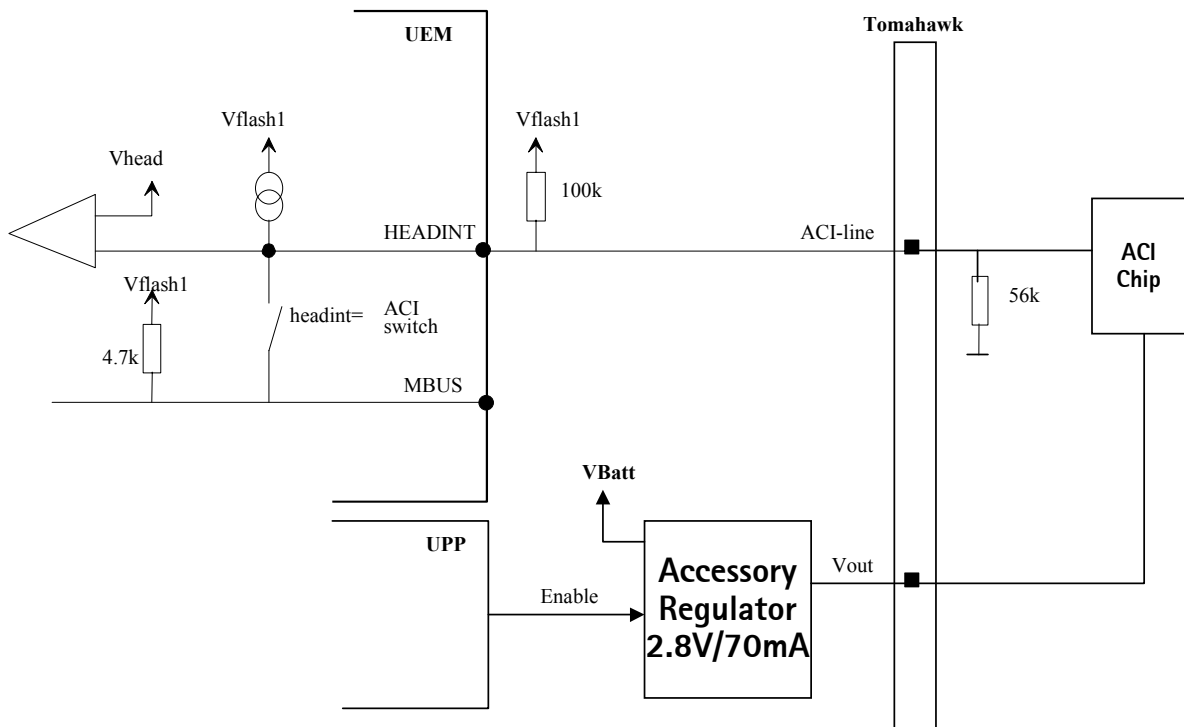 UEM
Tomahawk
Vflash1
Vflash1
Vhead
100k
HEADINT
ACI-line
ACI
Chip
Vflash1
headint=
ACI
switch
56k
4.7k
MBUS
VBatt
UPP
Accessory
Regulator
2.8V/70mA
Vout
Enable